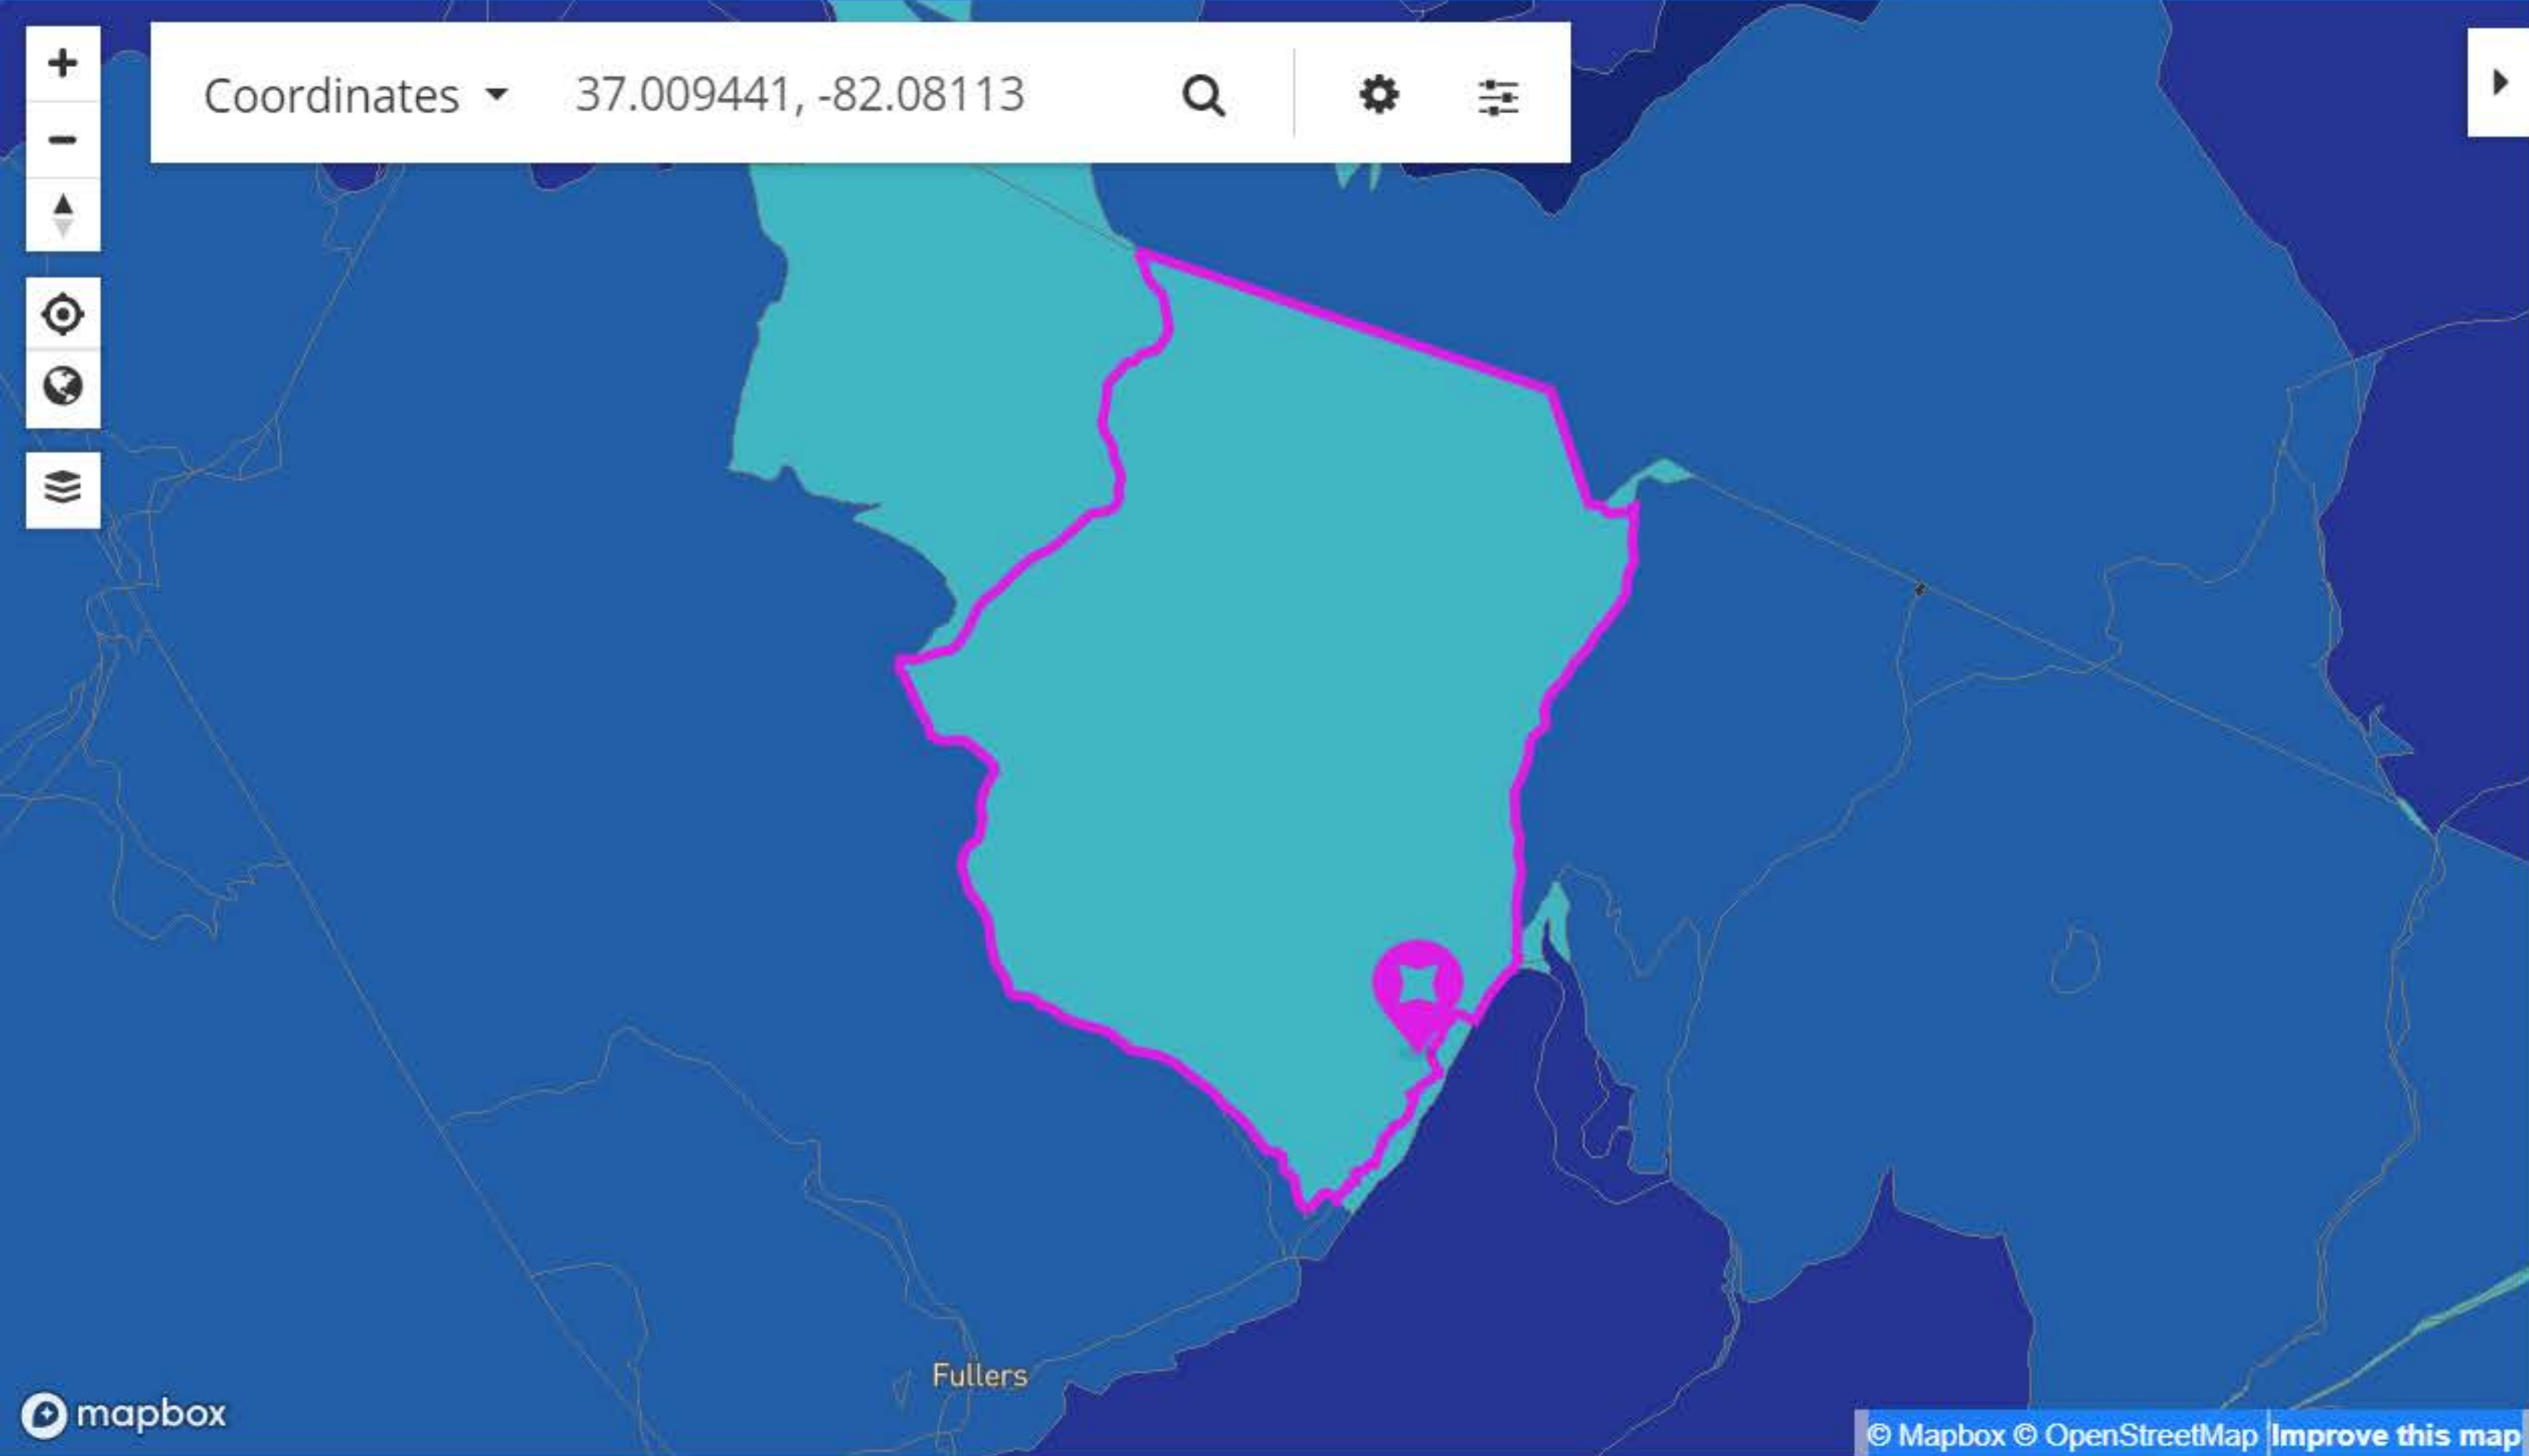 Coordinates 37.009441, -82.08113
Fullers
mapbox
© Mapbox © OpenStreetMap Improve this map